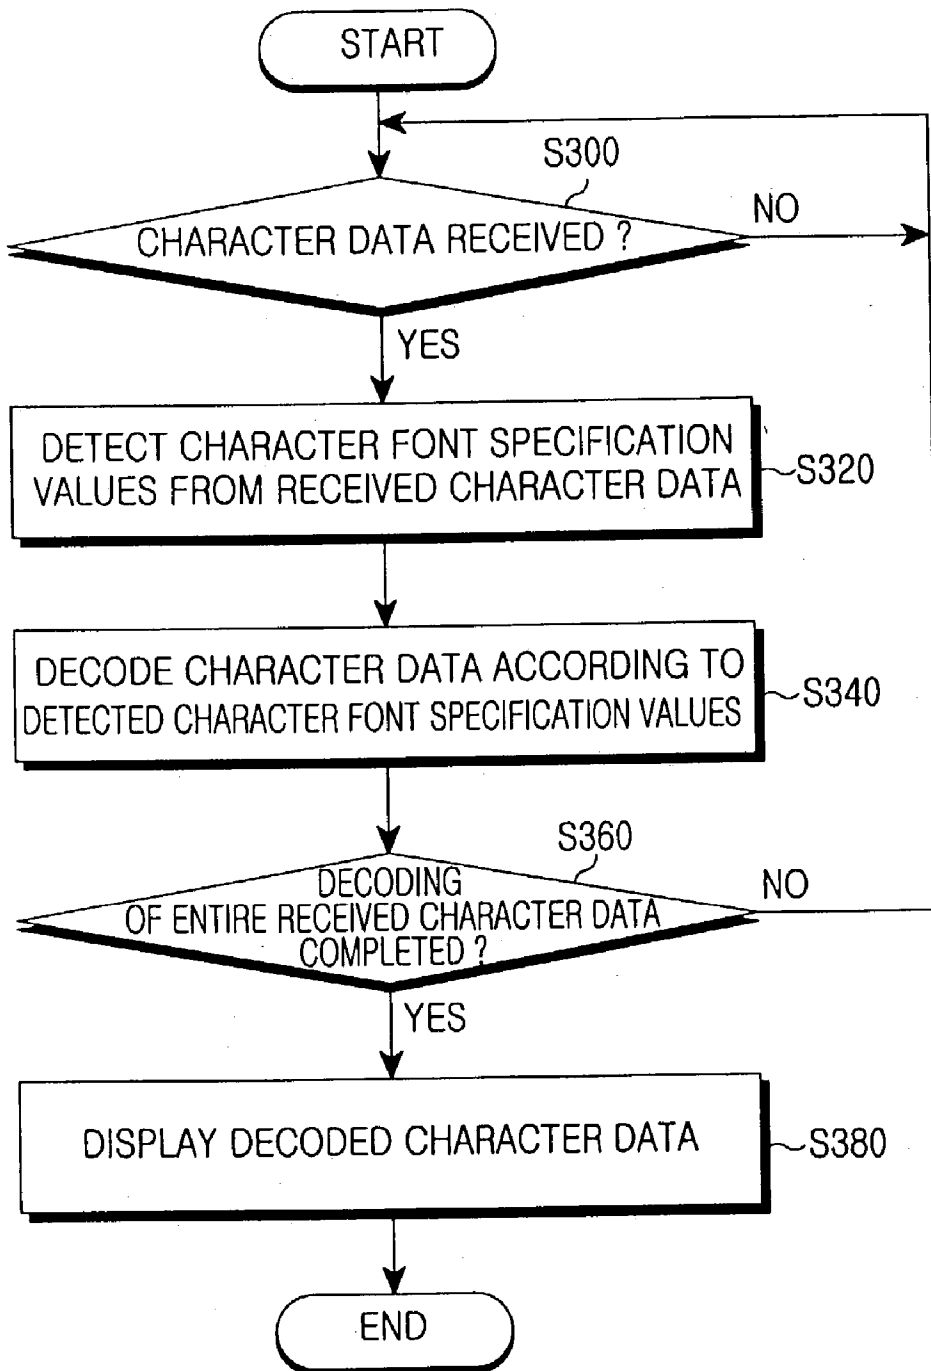 START
S300
NO
CHARACTER DATA RECEIVED ?
YES
DETECT CHARACTER FONT SPECIFICATION
VALUES FROM RECEIVED CHARACTER DATA
S320
DECODE CHARACTER DATA ACCORDING TO
DETECTED CHARACTER FONT SPECIFICATION VALUES
S340
S360
NO
DECODING
OF ENTIRE RECEIVED CHARACTER DATA
COMPLETED ?
YES
DISPLAY DECODED CHARACTER DATA
S380
END